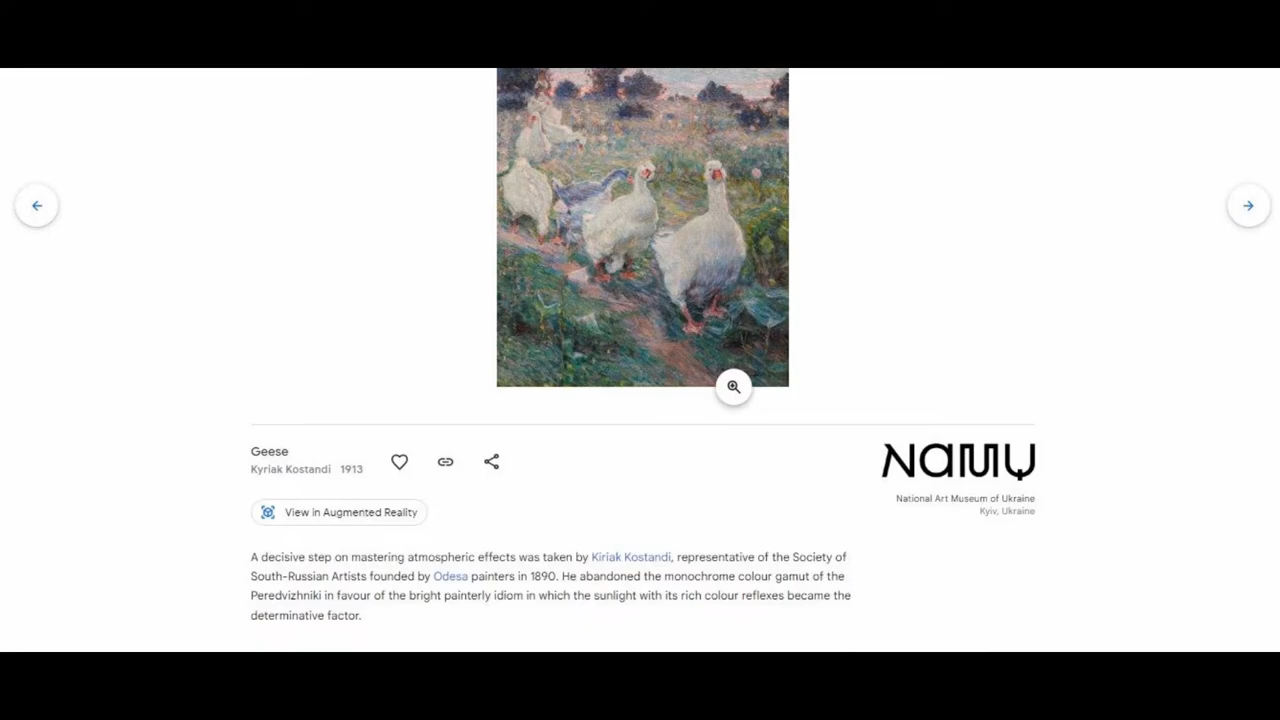 Geese
Kyriak Kostandi 1913
View in Augmented Reality
NAMU
National Art Museum of Ukraine
Kyiv, Ukraine
A decisive step on mastering atmospheric effects was taken by Kiriak Kostandi, representative of the Society of
South-Russian Artists founded by Odesa painters in 1890. He abandoned the monochrome colour gamut of the
Peredvizhniki in favour of the bright painterly idiom in which the sunlight with its rich colour reflexes became the
determinative factor.